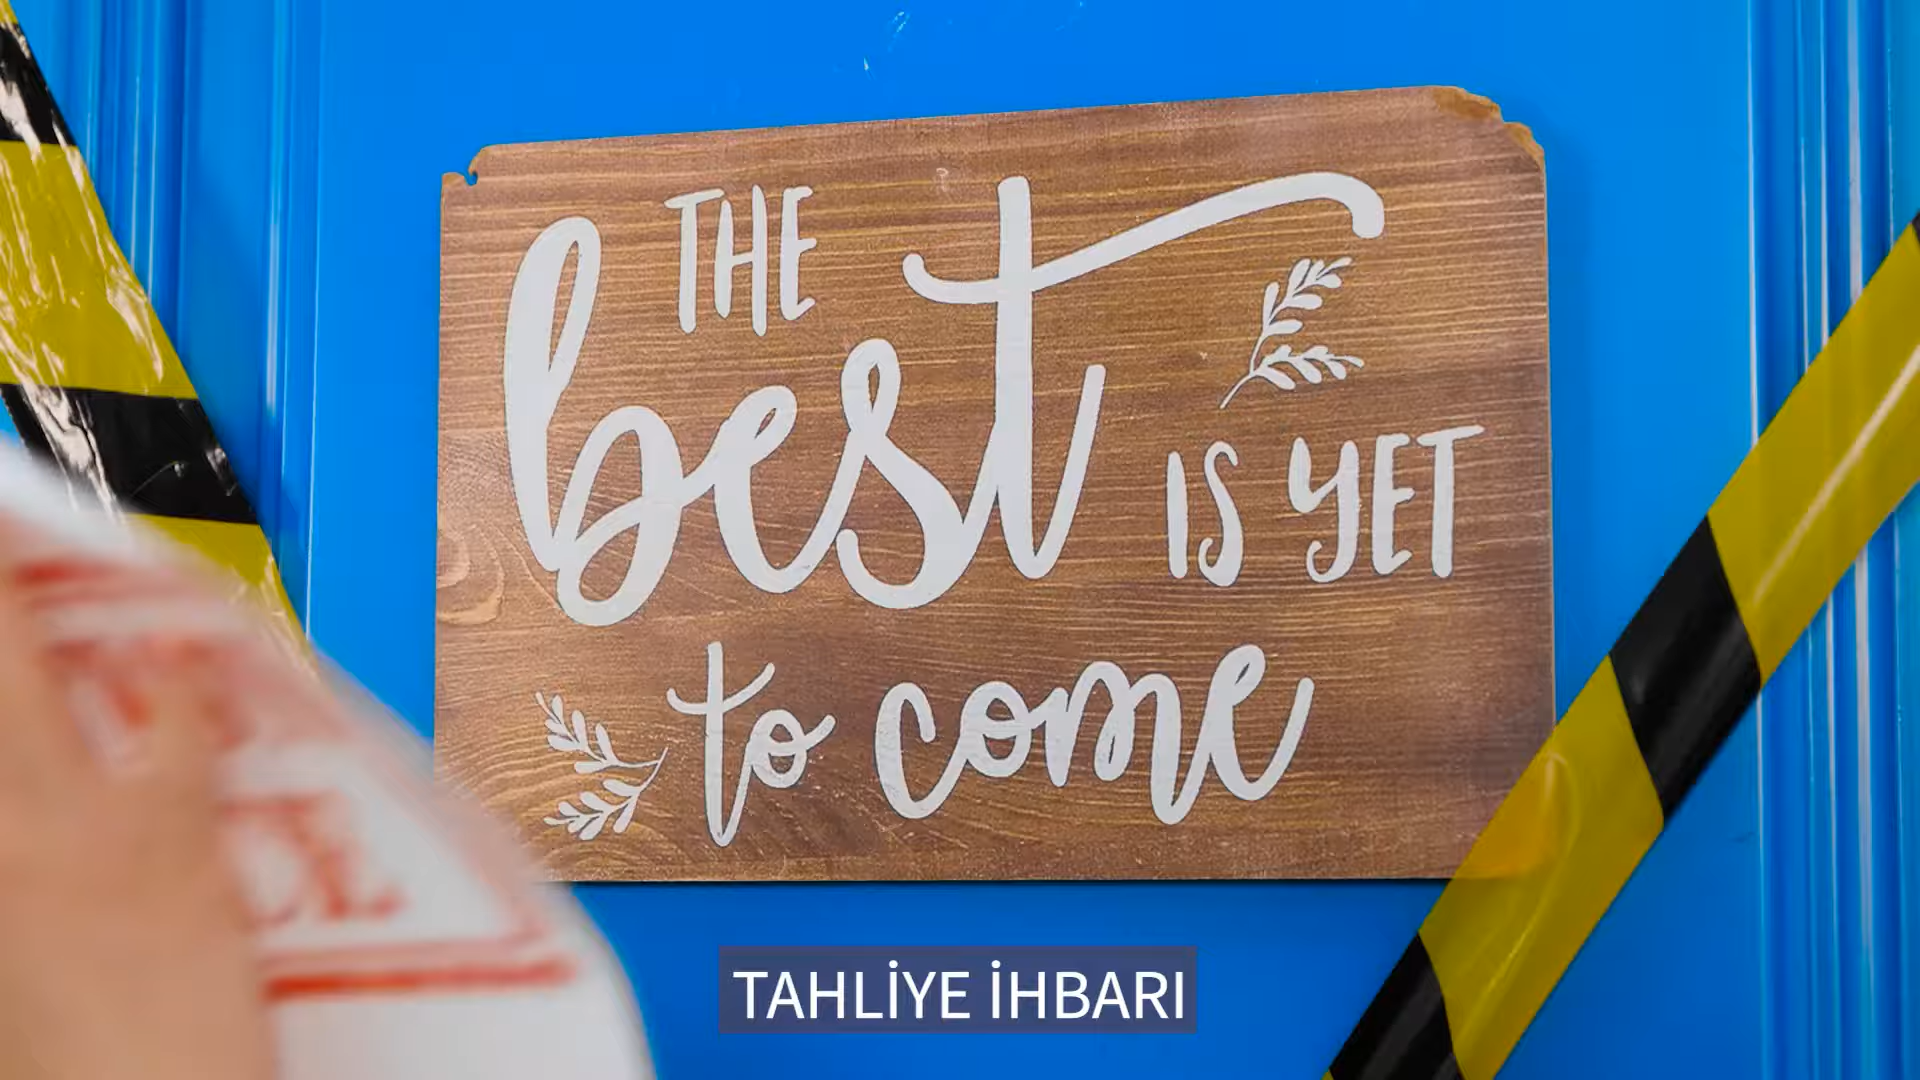 THE
best
IS YET
to come
TAHLİYE İHBARI